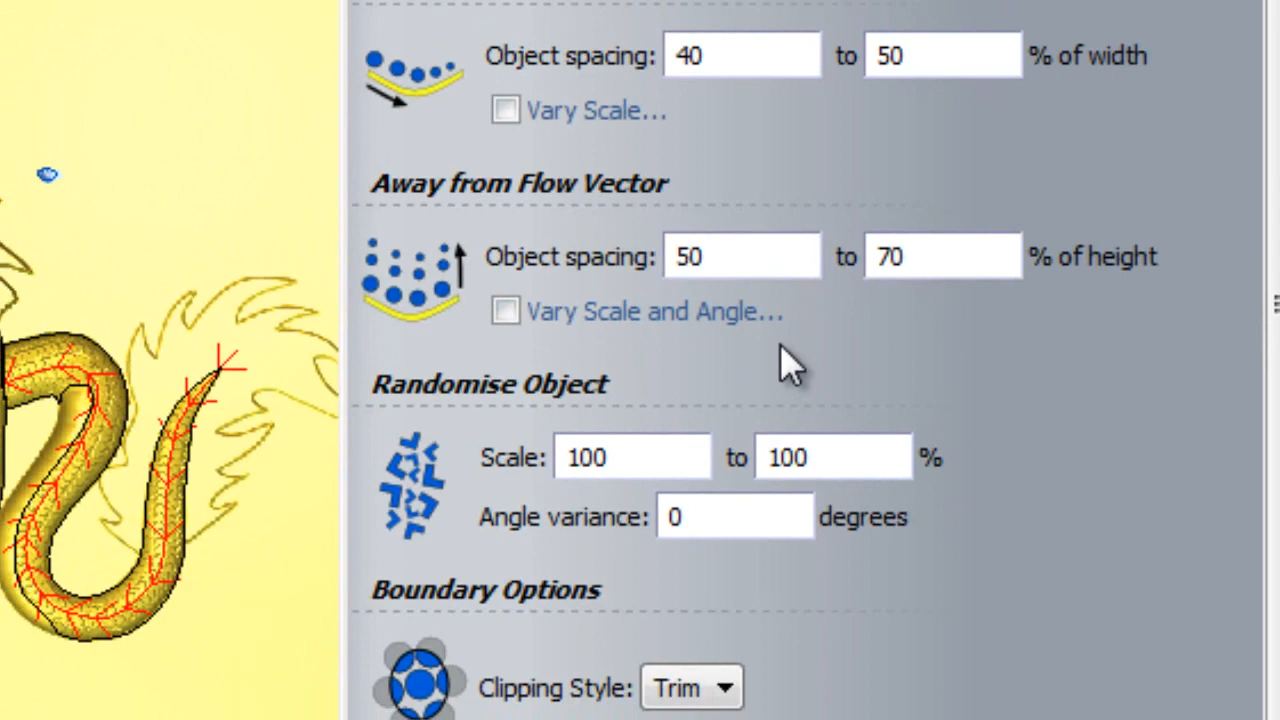 Object spacing: 40 to 50 % of width
Vary Scale...
Away from Flow Vector
Object spacing: 50 to 70 % of height
Vary Scale and Angle...
Randomise Object
Scale: 100 to 100 %
Angle variance: 0 degrees
Boundary Options
Clipping Style: Trim